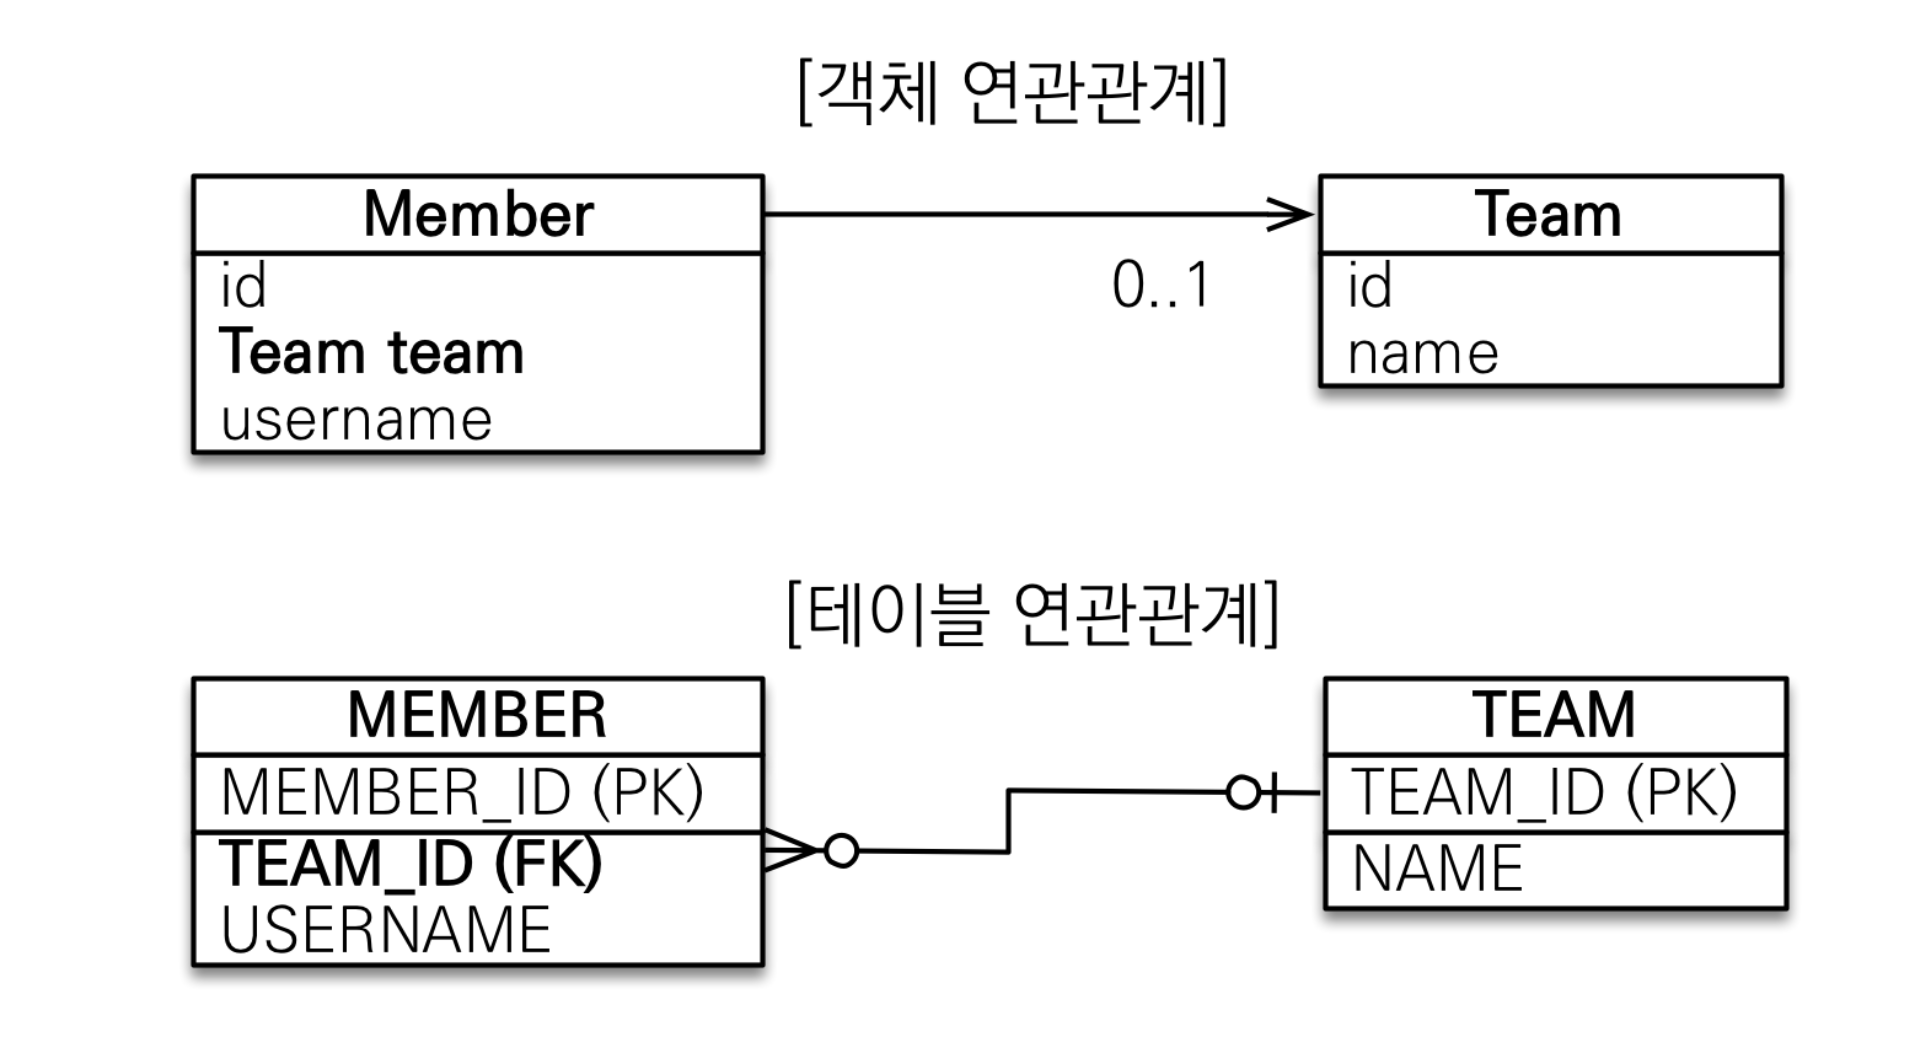 [객체 연관관계]
Member
id
Team team
username
0..1
Team
id
name
[테이블 연관관계]
MEMBER
MEMBER_ID (PK)
TEAM_ID (FK)
USERNAME
TEAM
TEAM_ID (PK)
NAME